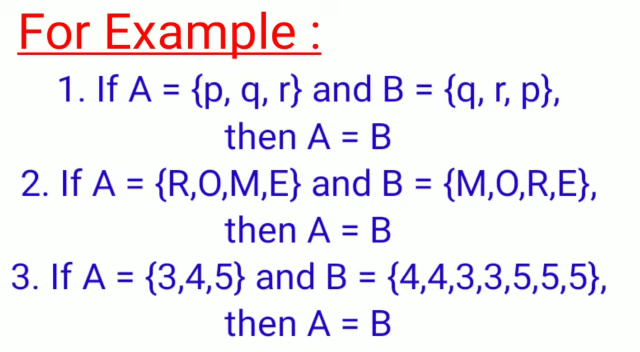 For Example :
1. If A = {p, q, r} and B = {q, r, p},
then A = B
2. If A = {R,O,M,E} and B = {M,O,R,E},
then A = B
3. If A = {3,4,5} and B = {4,4,3,3,5,5,5},
then A = B